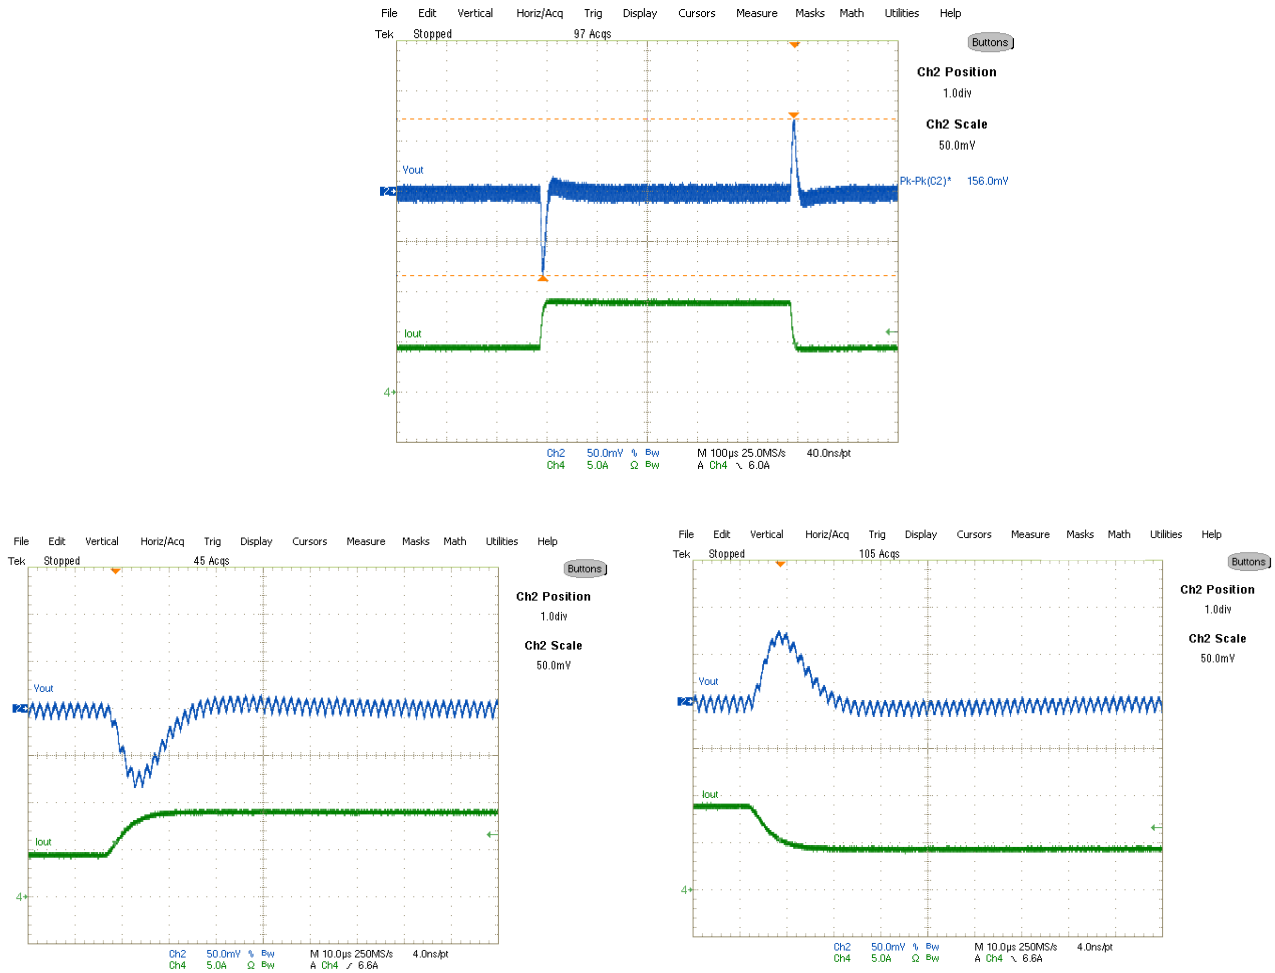 File Edit Vertical Horiz/Acq Trig Display Cursors Measure Masks Math Utilities Help
Tek Stopped 97 Acqs
Buttons
Ch2 Position
1.0div
Ch2 Scale
50.0mV
Vout
2
Pk-Pk(C2)* 156.0mV
Iout
4
Ch2 50.0mV % Bw M 100µs 25.0MS/s 40.0ns/pt
Ch4 5.0A Ω Bw A Ch4 \ 6.0A
File Edit Vertical Horiz/Acq Trig Display Cursors Measure Masks Math Utilities Help
Tek Stopped 45 Acqs
Buttons
Ch2 Position
1.0div
Ch2 Scale
50.0mV
Vout
2
Iout
4
Ch2 50.0mV % Bw M 10.0µs 250MS/s 4.0ns/pt
Ch4 5.0A Ω Bw A Ch4 / 6.6A
File Edit Vertical Horiz/Acq Trig Display Cursors Measure Masks Math Utilities Help
Tek Stopped 105 Acqs
Buttons
Ch2 Position
1.0div
Ch2 Scale
50.0mV
Vout
2
Iout
4
Ch2 50.0mV % Bw M 10.0µs 250MS/s 4.0ns/pt
Ch4 5.0A Ω Bw A Ch4 / 6.6A